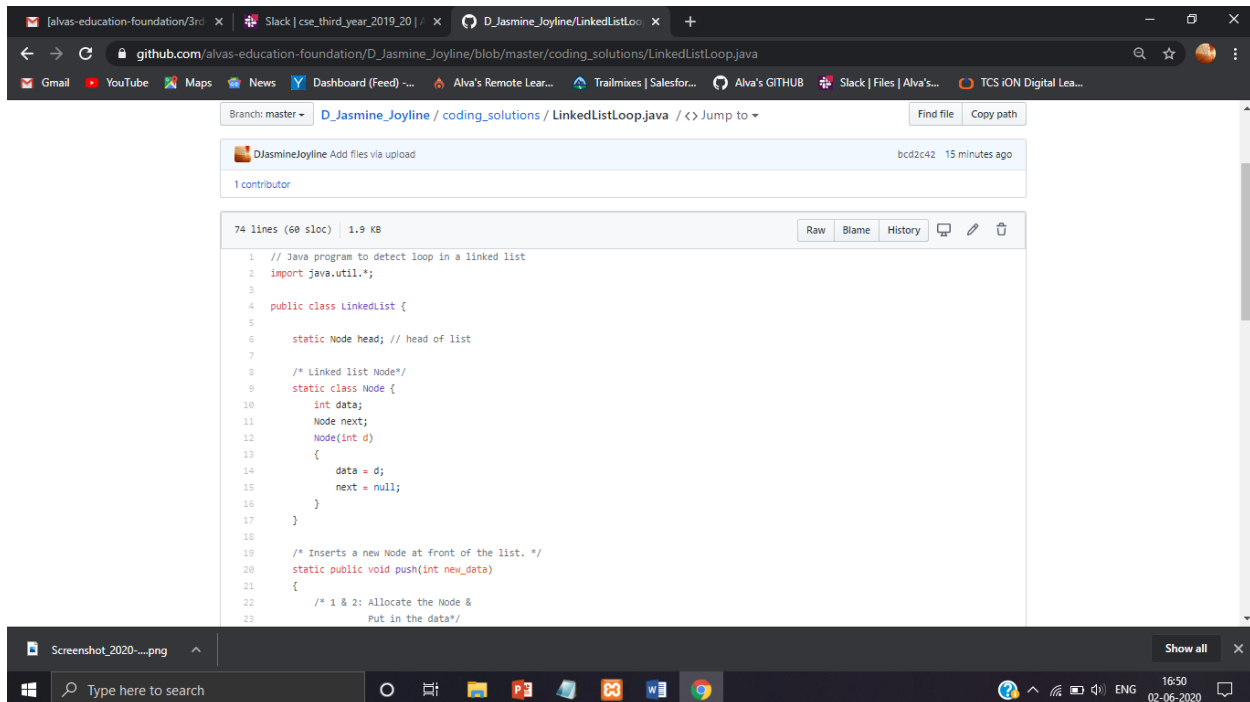 [alvas-education-foundation/3rd
Slack | cse_third_year_2019_20 | A
D_Jasmine_Joyline/LinkedListLoo
github.com/alvas-education-foundation/D_Jasmine_Joyline/blob/master/coding_solutions/LinkedListLoop.java
Gmail YouTube Maps News Dashboard (Feed) -... Alva's Remote Lear... Trailmixes | Salesfor... Alva's GITHUB Slack | Files | Alva's... TCS iON Digital Lea...
Branch: master D_Jasmine_Joyline / coding_solutions / LinkedListLoop.java / <> Jump to Find file Copy path
DJasmineJoyline Add files via upload bcd2c42 15 minutes ago
1 contributor
74 lines (60 sloc) 1.9 KB Raw Blame History
1 // Java program to detect loop in a linked list
2 import java.util.*;
3
4 public class LinkedList {
5
6 static Node head; // head of list
7
8 /* Linked list Node*/
9 static class Node {
10 int data;
11 Node next;
12 Node(int d)
13 {
14 data = d;
15 next = null;
16 }
17 }
18
19 /* Inserts a new Node at front of the list. */
20 static public void push(int new_data)
21 {
22 /* 1 & 2: Allocate the Node &
23 Put in the data*/
Screenshot_2020-....png Show all
Type here to search ENG 16:50
02-06-2020